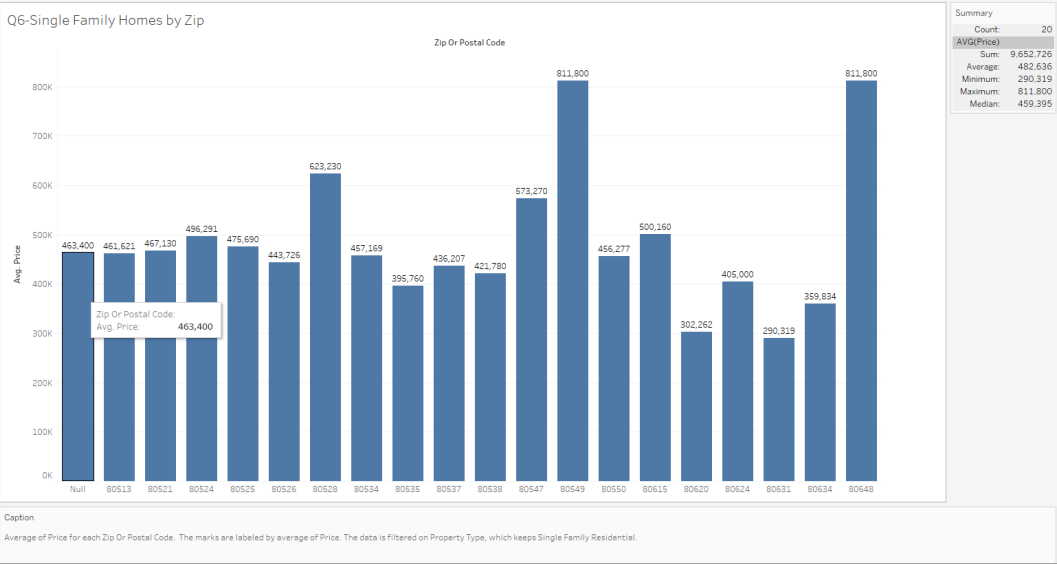 Q6-Single Family Homes by Zip
Zip Or Postal Code
Avg. Price
800K
700K
600K
500K
400K
300K
200K
100K
0K
463,400
461,621
467,130
496,291
475,690
443,726
623,230
457,169
395,760
436,207
421,780
573,270
811,800
456,277
500,160
302,262
405,000
290,319
359,834
811,800
Zip Or Postal Code:
Avg. Price: 463,400
Null 80513 80521 80524 80525 80526 80528 80534 80535 80537 80538 80547 80549 80550 80615 80620 80624 80631 80634 80648
Summary
Count: 20
AVG(Price)
Sum: 9,652,726
Average: 482,636
Minimum: 290,319
Maximum: 811,800
Median: 459,395
Caption
Average of Price for each Zip Or Postal Code. The marks are labeled by average of Price. The data is filtered on Property Type, which keeps Single Family Residential.